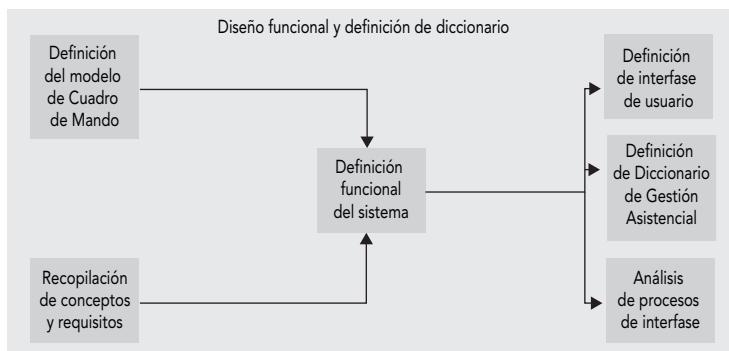 Diseño funcional y definición de diccionario
Definición
del modelo
de Cuadro
de Mando
Recopilación
de conceptos
y requisitos
Definición
funcional
del sistema
Definición
de interfase
de usuario
Definición
de Diccionario
de Gestión
Asistencial
Análisis
de procesos
de interfase